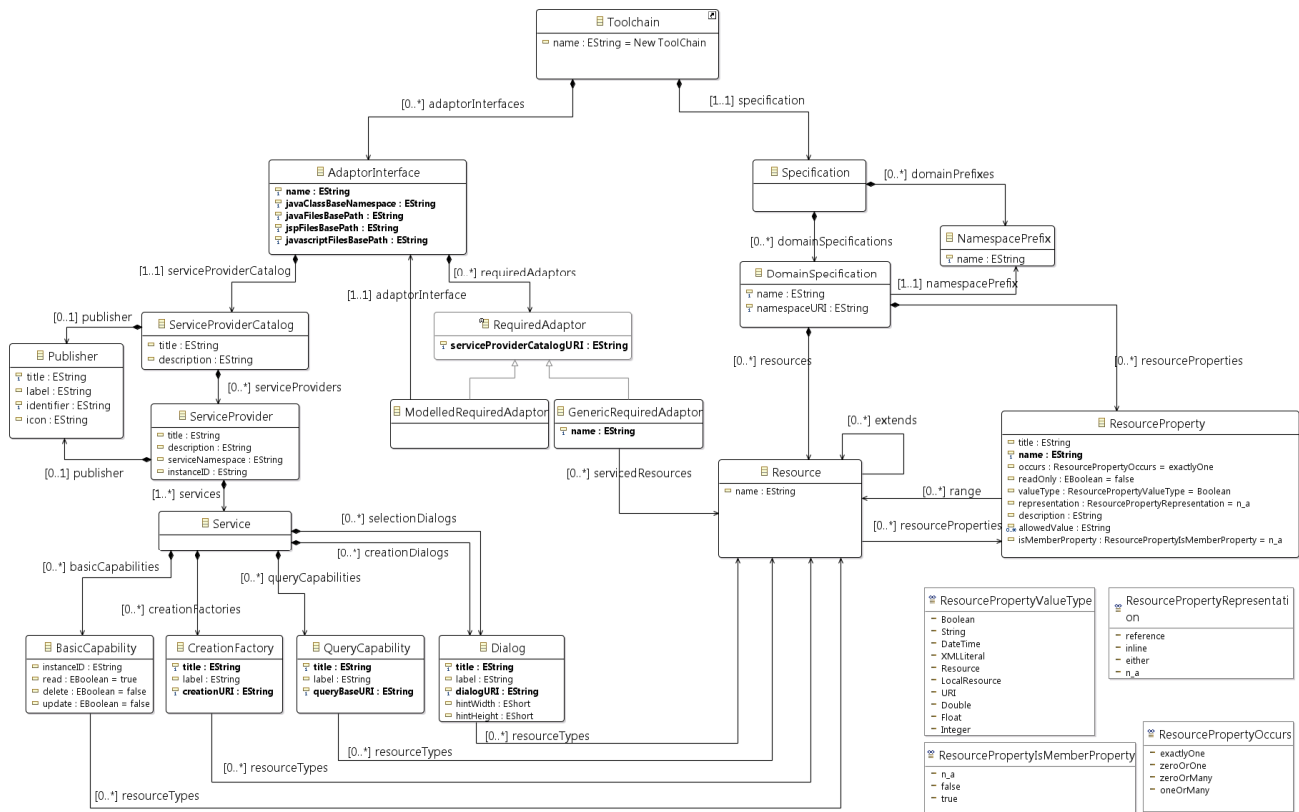 Toolchain
name : EString = New ToolChain
[0..*] adaptorInterfaces
[1..1] specification
AdaptorInterface
name : EString
javaClassBaseNamespace : EString
javaFilesBasePath : EString
jspFilesBasePath : EString
javascriptFilesBasePath : EString
Specification
[0..*] domainPrefixes
[0..*] domainSpecifications
NamespacePrefix
name : EString
DomainSpecification
name : EString
namespaceURI : EString
[1..1] namespacePrefix
[1..1] serviceProviderCatalog
[0..*] requiredAdaptors
[1..1] adaptorInterface
[0..1] publisher
ServiceProviderCatalog
title : EString
description : EString
RequiredAdaptor
serviceProviderCatalogURI : EString
Publisher
title : EString
label : EString
identifier : EString
icon : EString
[0..*] serviceProviders
[0..*] resources
[0..*] resourceProperties
ServiceProvider
title : EString
description : EString
serviceNamespace : EString
instanceID : EString
ModelledRequiredAdaptor
GenericRequiredAdaptor
name : EString
[0..*] extends
ResourceProperty
title : EString
name : EString
occurs : ResourcePropertyOccurs = exactlyOne
readOnly : EBoolean = false
valueType : ResourcePropertyValueType = Boolean
representation : ResourcePropertyRepresentation = n_a
description : EString
allowedValue : EString
isMemberProperty : ResourcePropertyIsMemberProperty = n_a
[0..1] publisher
[1..*] services
[0..*] servicedResources
Resource
name : EString
[0..*] range
[0..*] resourceProperties
Service
[0..*] selectionDialogs
[0..*] creationDialogs
[0..*] basicCapabilities
[0..*] queryCapabilities
[0..*] creationFactories
BasicCapability
instanceID : EString
read : EBoolean = true
delete : EBoolean = false
update : EBoolean = false
CreationFactory
title : EString
label : EString
creationURI : EString
QueryCapability
title : EString
label : EString
queryBaseURI : EString
Dialog
title : EString
label : EString
dialogURI : EString
hintWidth : EShort
hintHeight : EShort
[0..*] resourceTypes
[0..*] resourceTypes
[0..*] resourceTypes
[0..*] resourceTypes
ResourcePropertyValueType
Boolean
String
DateTime
XMLLiteral
Resource
LocalResource
URI
Double
Float
Integer
ResourcePropertyRepresentati
on
reference
inline
either
n_a
ResourcePropertyIsMemberProperty
n_a
false
true
ResourcePropertyOccurs
exactlyOne
zeroOrOne
zeroOrMany
oneOrMany